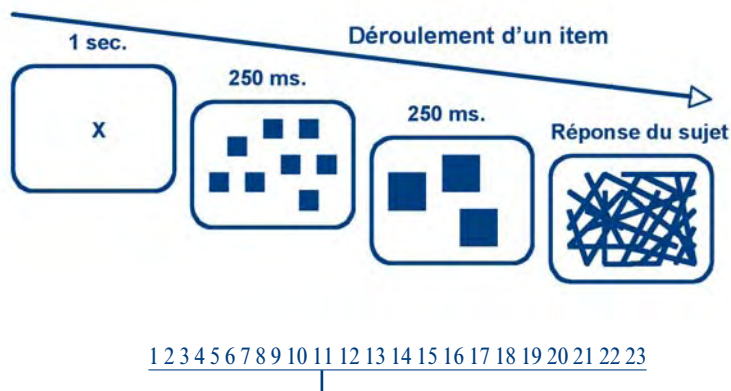 Déroulement d’un item
1 sec.
250 ms.
250 ms.
Réponse du sujet
X
1 2 3 4 5 6 7 8 9 10 11 12 13 14 15 16 17 18 19 20 21 22 23